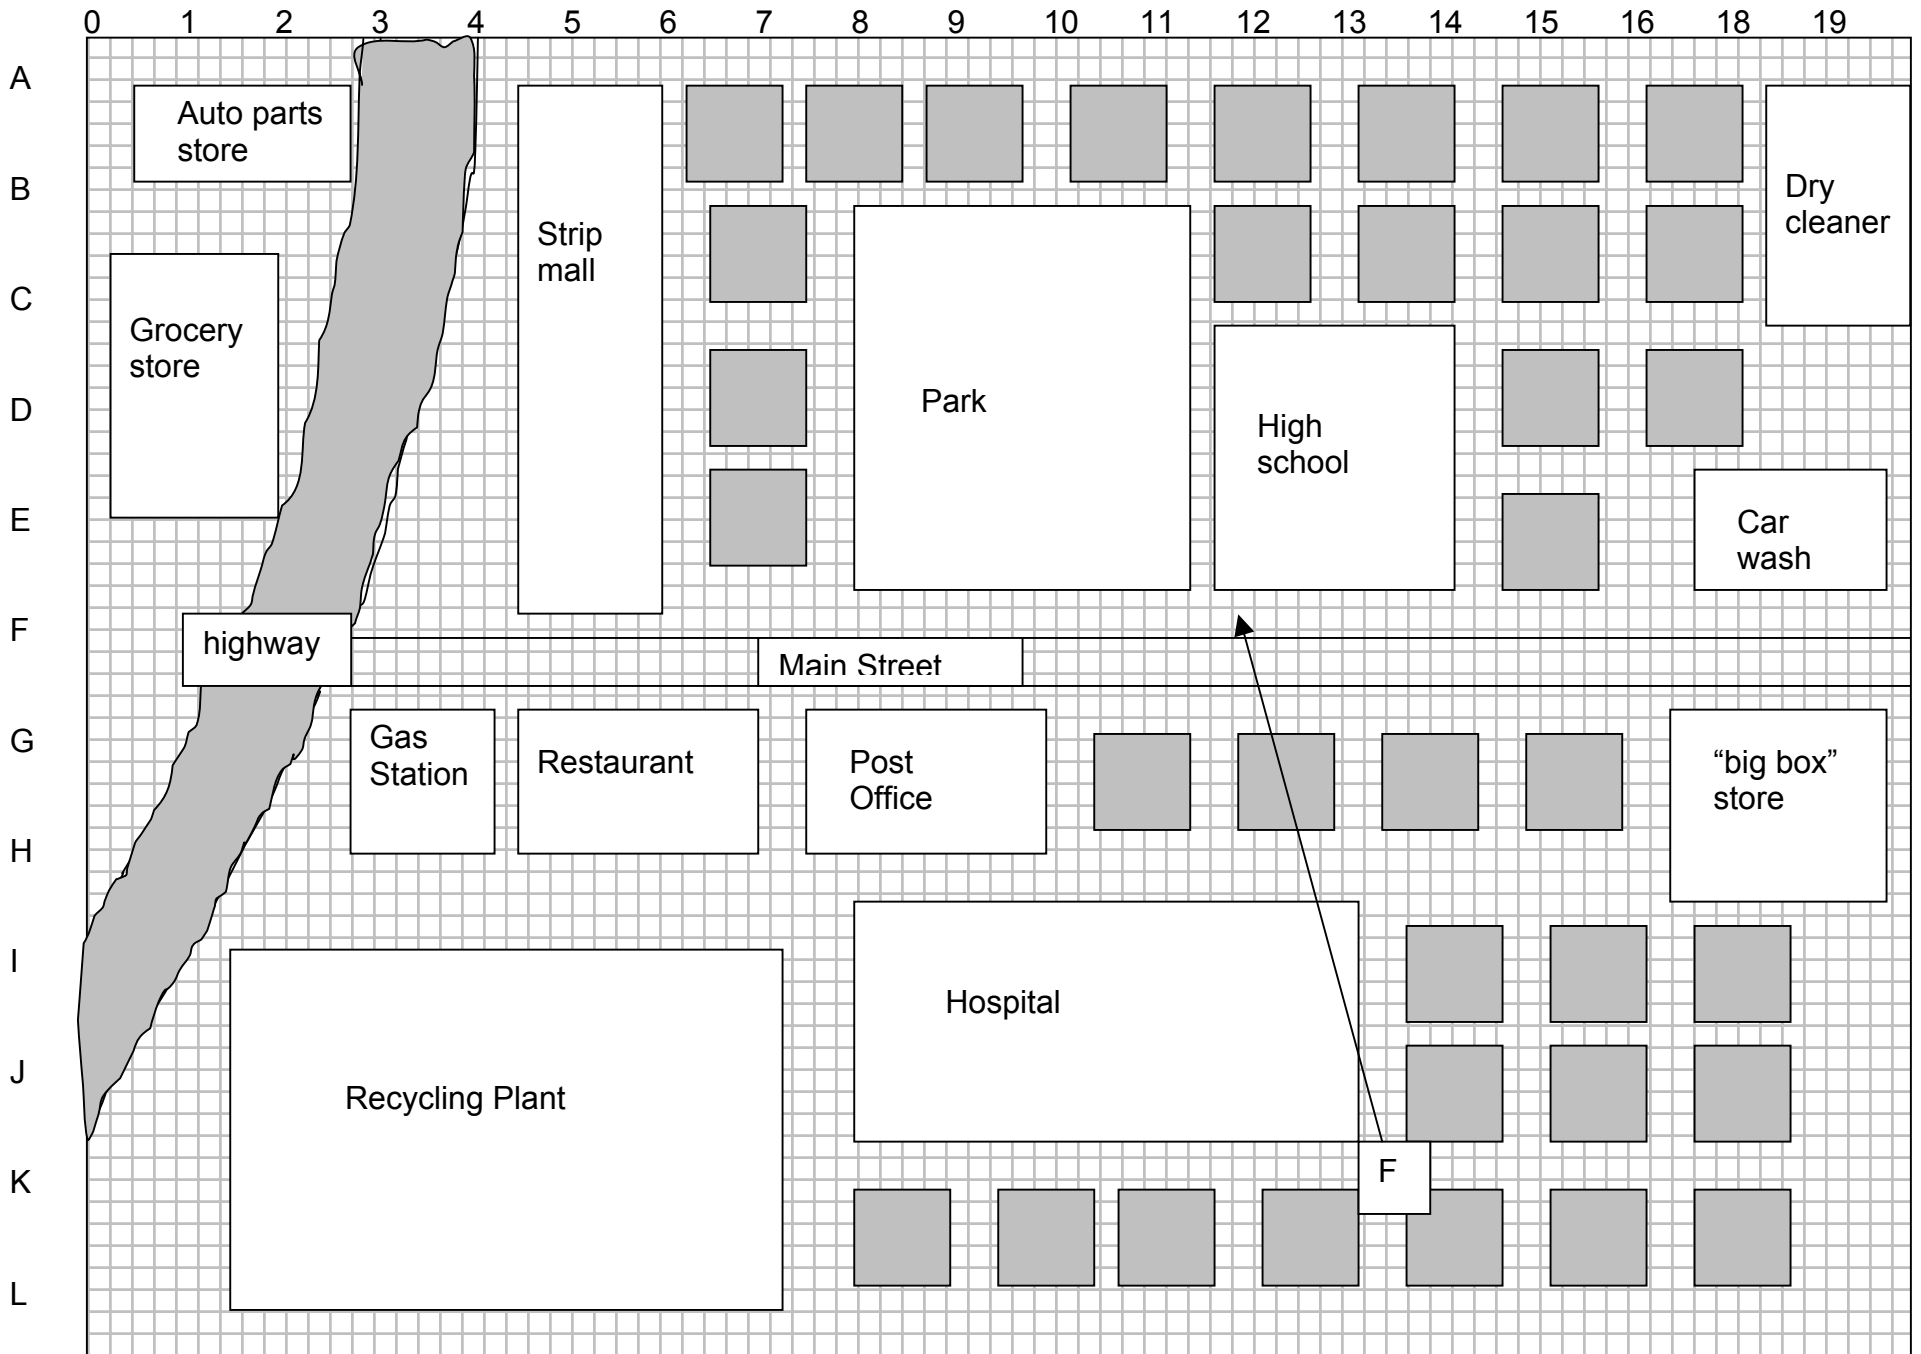 0 1 2 3 4 5 6 7 8 9 10 11 12 13 14 15 16 18 19
A
Auto parts
store
B
Dry
cleaner
Strip
mall
C
Grocery
store
D
Park
High
school
E
Car
wash
F
highway
Main Street
G
Gas
Station
Restaurant
Post
Office
“big box”
store
H
I
Hospital
J
Recycling Plant
K
F
L